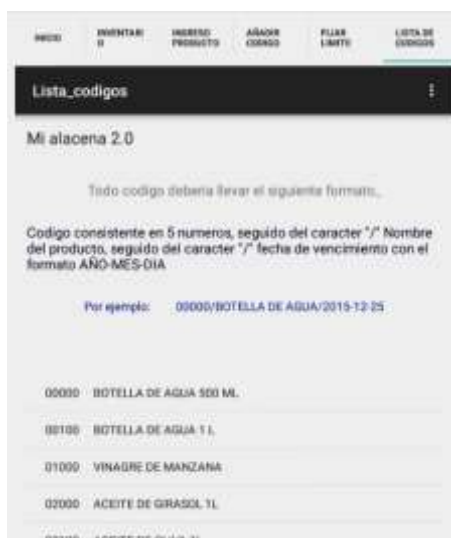 INICIO INVENTARI INGRESO AÑADIR FIJAR LISTA DE
O PRODUCTO CODIGO LIMITE CODIGOS
Lista_codigos
Mi alacena 2.0
Todo codigo deberia llevar el siguiente formato..
Codigo consistente en 5 numeros, seguido del caracter "/" Nombre
del producto, seguido del caracter "/" fecha de vencimiento con el
formato AÑO-MES-DIA
Por ejemplo: 00000/BOTELLA DE AGUA/2015-12-25
00000 BOTELLA DE AGUA 500 ML
00100 BOTELLA DE AGUA 1 L
01000 VINAGRE DE MANZANA
02000 ACEITE DE GIRASOL 1L